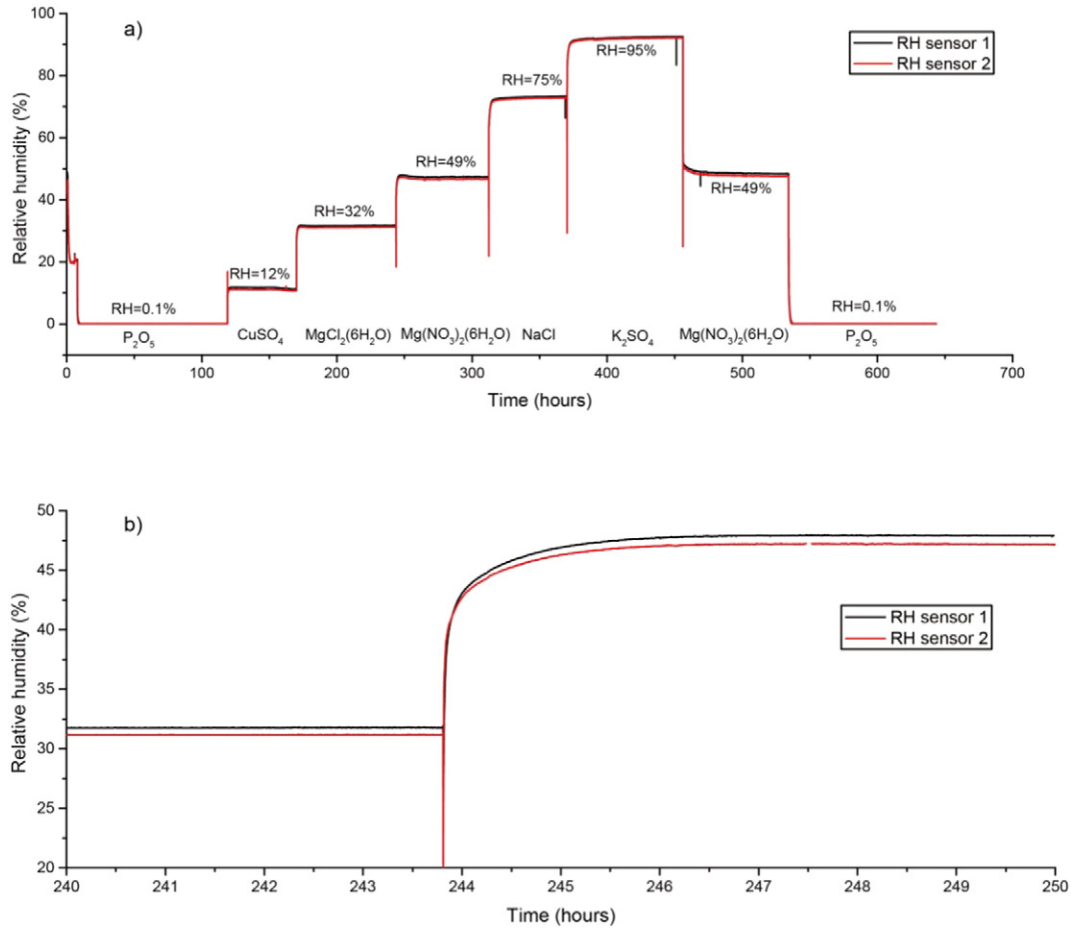 a)
100
80
60
40
20
0
Relative humidity (%)
RH sensor 1
RH sensor 2
RH=0.1%
RH=12%
RH=32%
RH=49%
RH=75%
RH=95%
RH=49%
RH=0.1%
P₂O₅ CuSO₄ MgCl₂(6H₂O) Mg(NO₃)₂(6H₂O) NaCl K₂SO₄ Mg(NO₃)₂(6H₂O) P₂O₅
0 100 200 300 400 500 600 700
Time (hours)
b)
50
45
40
35
30
25
20
Relative humidity (%)
RH sensor 1
RH sensor 2
240 241 242 243 244 245 246 247 248 249 250
Time (hours)